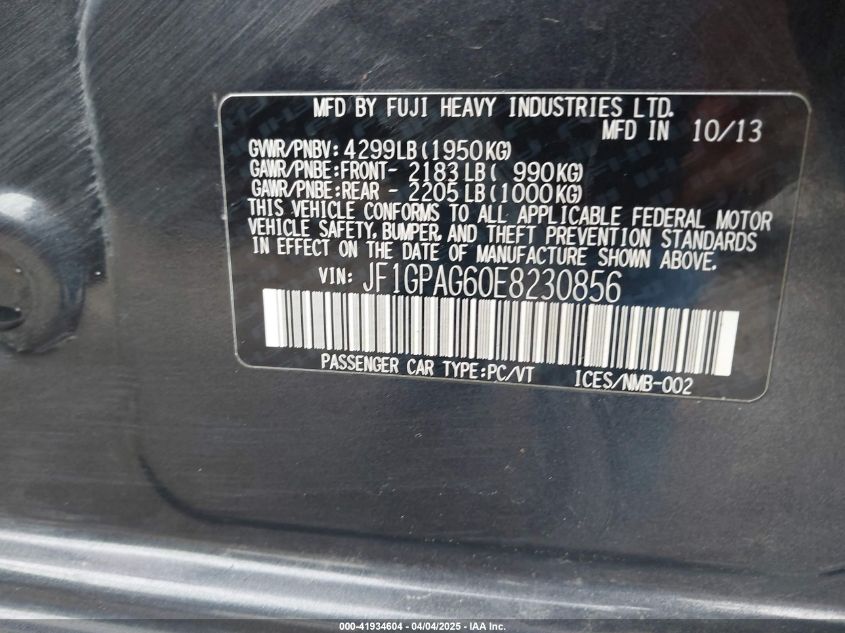 MFD BY FUJI HEAVY INDUSTRIES LTD.
MFD IN 10/13
GVWR/PNBV: 4299LB(1950KG)
GAWR/PNBE:FRONT- 2183LB( 990KG)
GAWR/PNBE:REAR - 2205LB(1000KG)
THIS VEHICLE CONFORMS TO ALL APPLICABLE FEDERAL MOTOR
VEHICLE SAFETY, BUMPER, AND THEFT PREVENTION STANDARDS
IN EFFECT ON THE DATE OF MANUFACTURE SHOWN ABOVE.
VIN: JF1GPAG60E8230856
PASSENGER CAR TYPE:PC/VT ICES/NMB-002
000-41934604 - 04/04/2025 - IAA Inc.